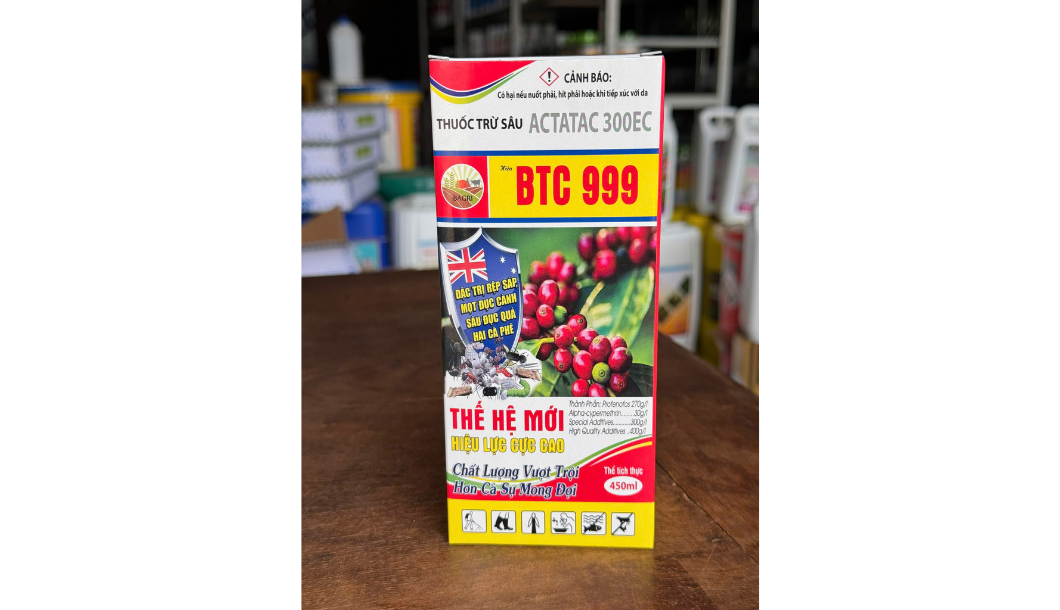 CẢNH BÁO:
Có hại nếu nuốt phải, hít phải hoặc khi tiếp xúc với da
THUỐC TRỪ SÂU ACTATAC 300EC
Hiệu
BTC 999
BAGRI
ĐẶC TRỊ RỆP SÁP
MỌT ĐỤC CÀNH
SÂU ĐỤC QUẢ
HẠI CÀ PHÊ
THẾ HỆ MỚI
HIỆU LỰC CỰC CAO
Thành Phần: Profenofos 270g/l
Alpha-cypermethrin........30g/l
Special Additives...........300g/l
High Quality Additives ..400g/l
Chất Lượng Vượt Trội
Hơn Cả Sự Mong Đợi
Thể tích thực
450ml